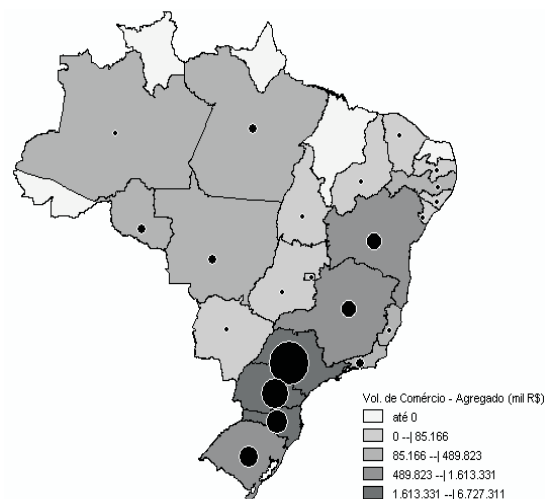 Vol. de Comércio - Agregado (mil R$)
até 0
0 --| 85.166
85.166 --| 489.823
489.823 --| 1.613.331
1.613.331 --| 6.727.311